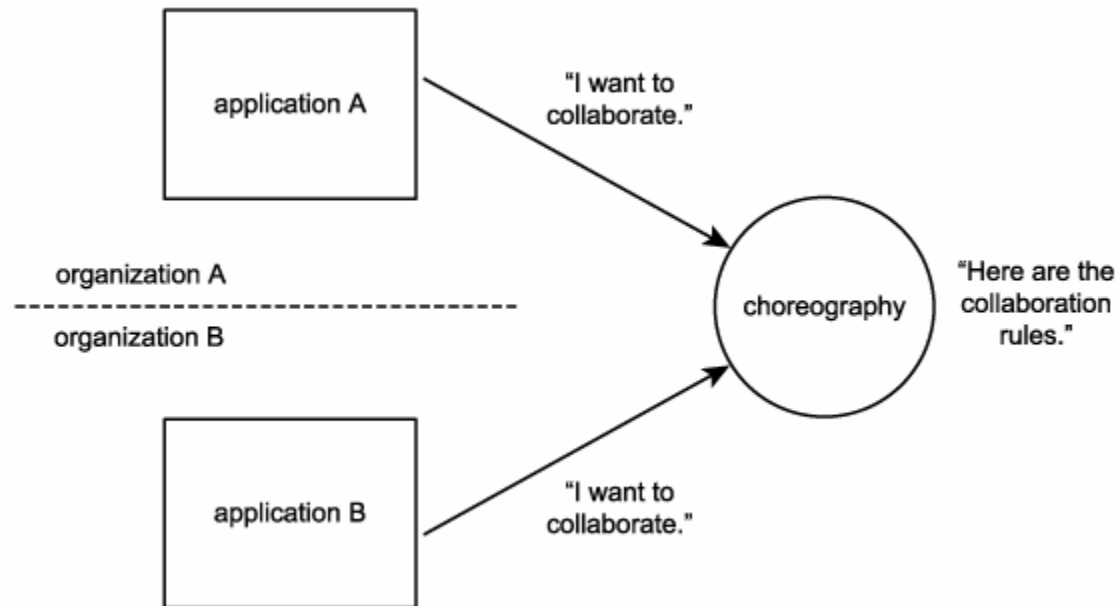 application A
“I want to
collaborate.”
organization A
organization B
choreography
“Here are the
collaboration
rules.”
application B
“I want to
collaborate.”